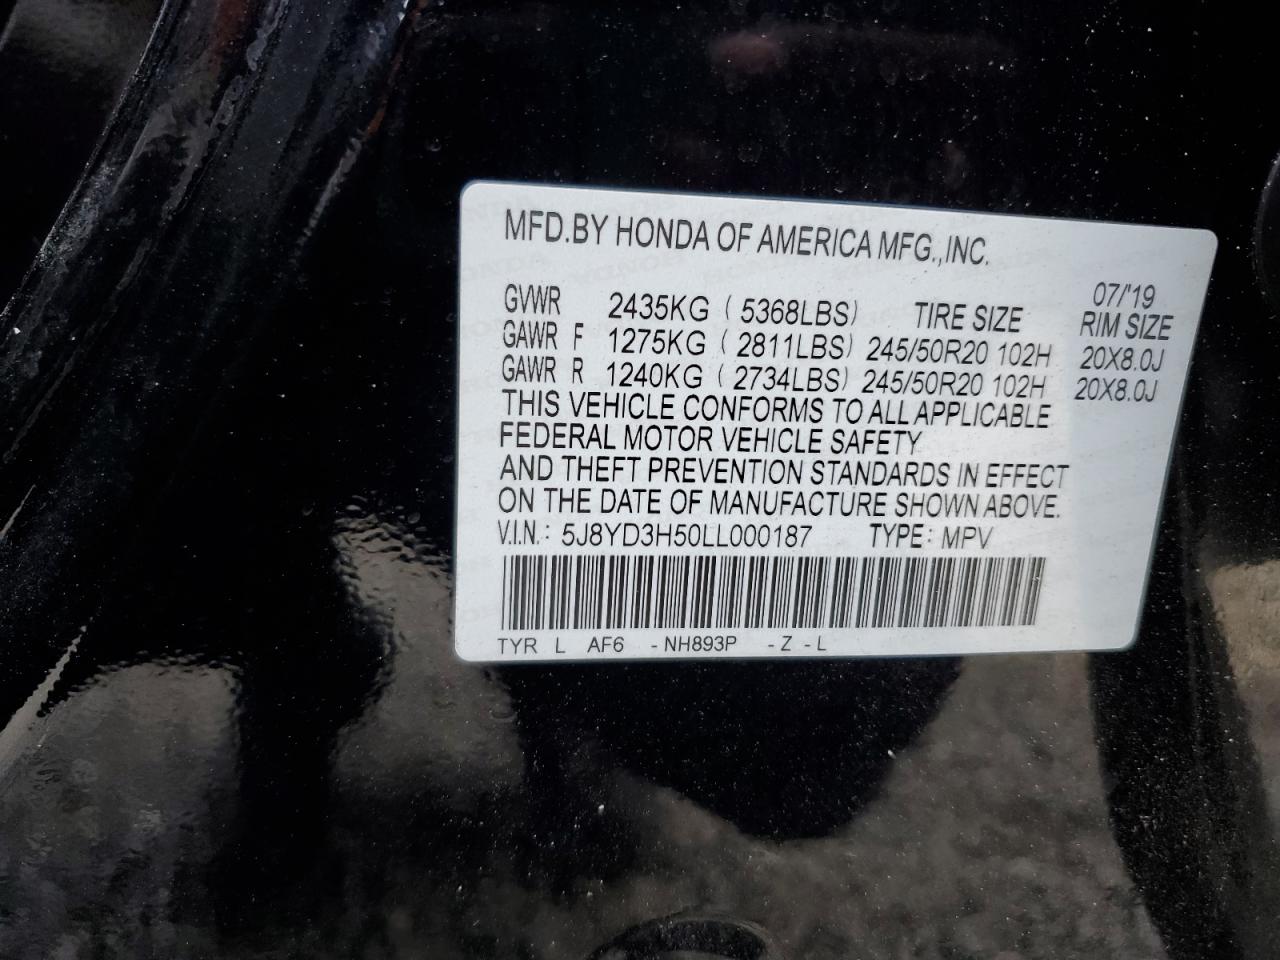 MFD.BY HONDA OF AMERICA MFG.,INC.
07/'19
GVWR 2435KG ( 5368LBS) TIRE SIZE RIM SIZE
GAWR F 1275KG ( 2811LBS) 245/50R20 102H 20X8.0J
GAWR R 1240KG ( 2734LBS) 245/50R20 102H 20X8.0J
THIS VEHICLE CONFORMS TO ALL APPLICABLE
FEDERAL MOTOR VEHICLE SAFETY
AND THEFT PREVENTION STANDARDS IN EFFECT
ON THE DATE OF MANUFACTURE SHOWN ABOVE.
V.I.N.: 5J8YD3H50LL000187 TYPE: MPV
TYR L AF6 - NH893P - Z - L